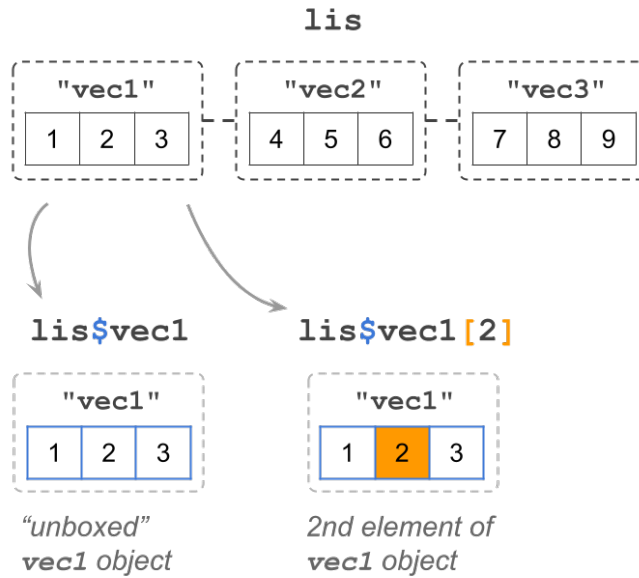 lis
"vec1" "vec2" "vec3"
1 2 3 4 5 6 7 8 9
lis$vec1 lis$vec1[2]
"vec1" "vec1"
1 2 3 1 2 3
“unboxed” 2nd element of
vec1 object vec1 object